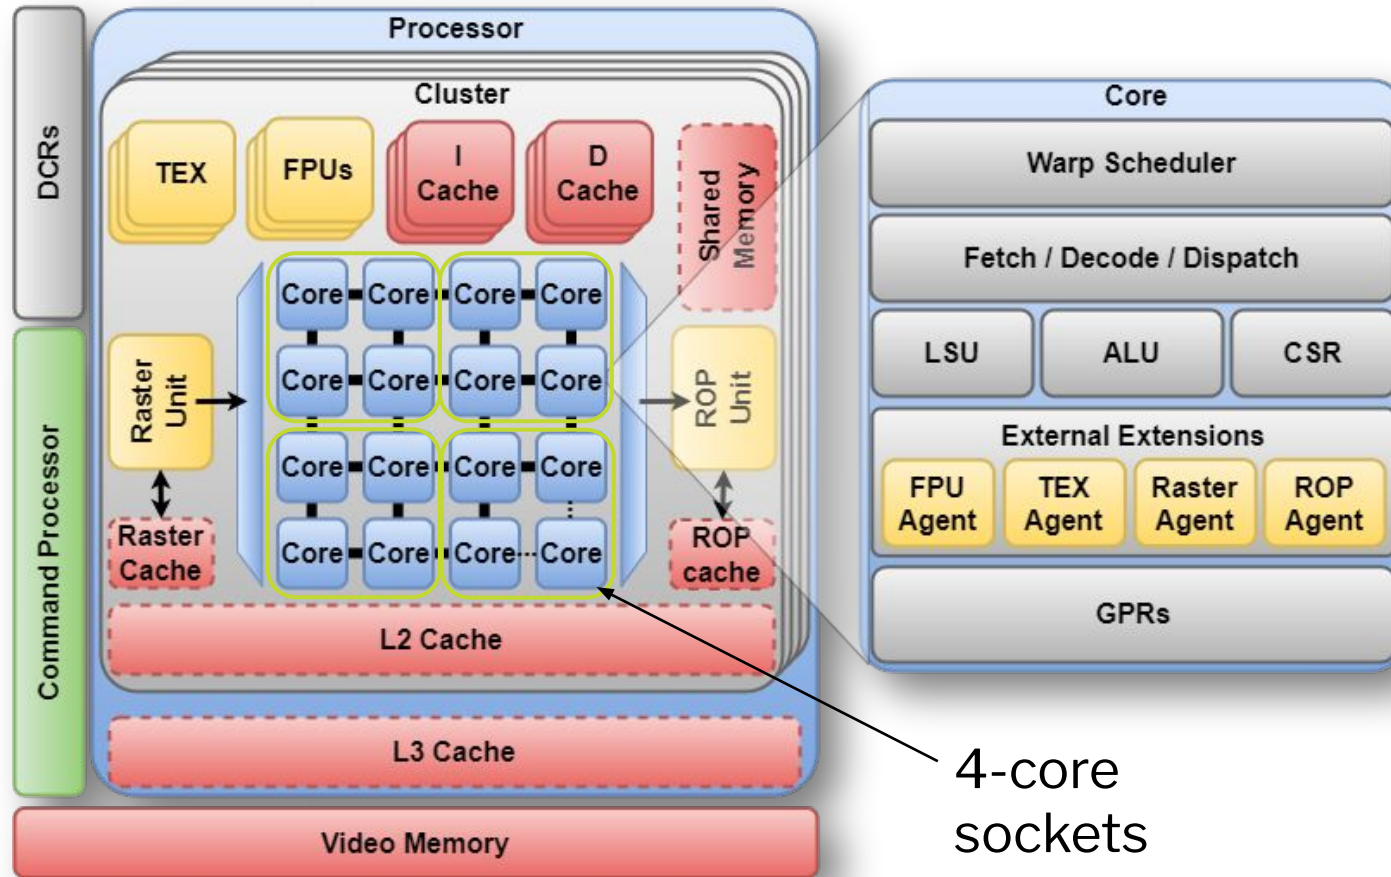 Processor
DCRs
Command Processor
Cluster
TEX
FPUs
I
Cache
D
Cache
Shared
Memory
Core Core Core Core
Core Core Core Core
Core Core Core Core
Core Core Core Core
Raster
Unit
Raster
Cache
ROP
Unit
ROP
cache
L2 Cache
L3 Cache
Video Memory
Core
Warp Scheduler
Fetch / Decode / Dispatch
LSU
ALU
CSR
External Extensions
FPU
Agent
TEX
Agent
Raster
Agent
ROP
Agent
GPRs
4-core
sockets